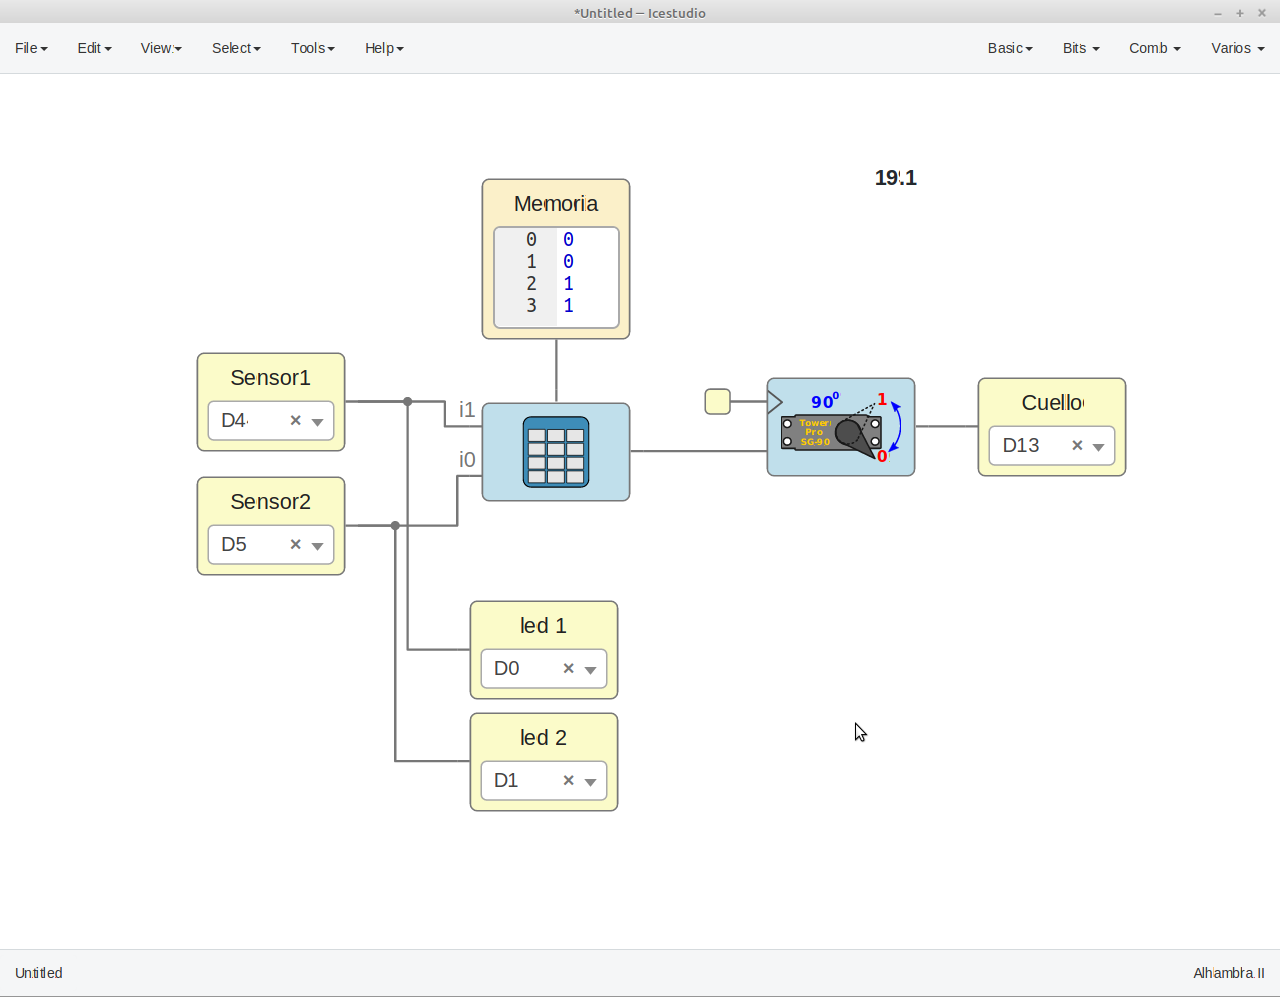 *Untitled – Icestudio
File Edit View Select Tools Help Basic Bits Comb Varios
19.1
Memoria
0 0
1 0
2 1
3 1
Sensor1
D4
i1
i0
90⁰
1
Tower
Pro
SG-90
0
Cuello
D13
Sensor2
D5
led 1
D0
led 2
D1
Untitled Alhambra II